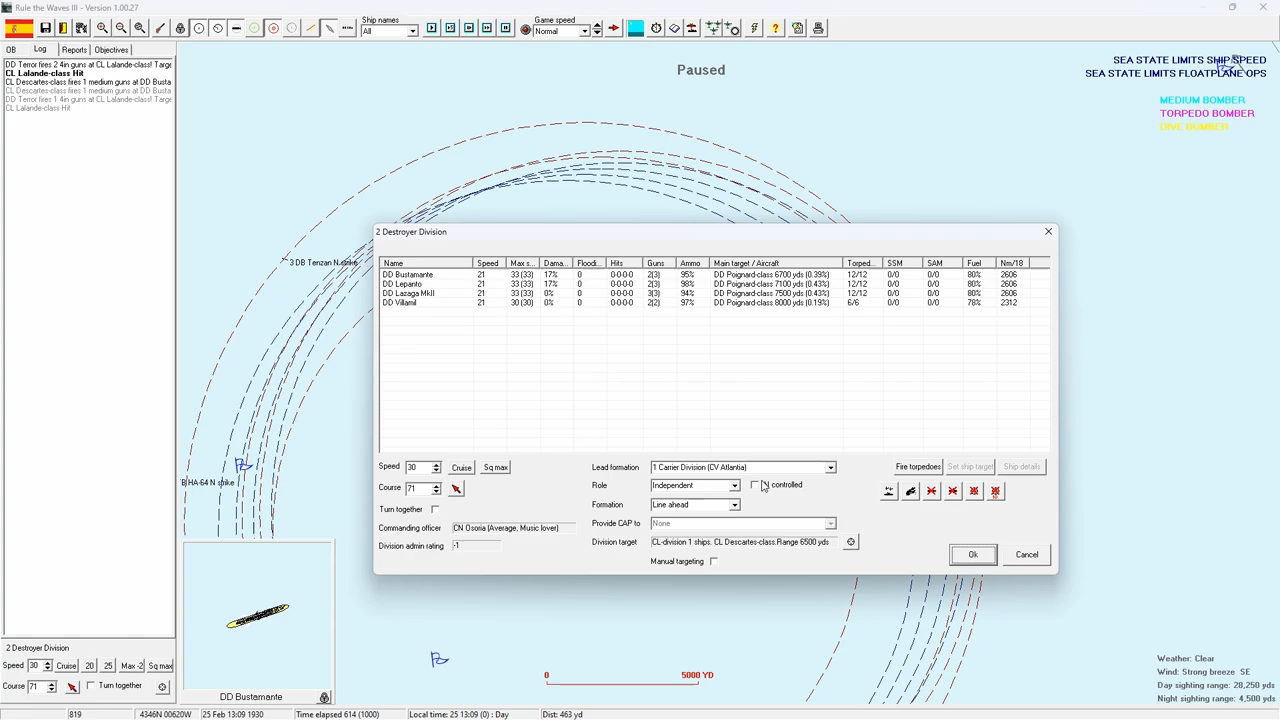 Rule the Waves III - Version 1.00.27
Ship names
All
Game speed
Normal
OB Log Reports Objectives
DD Terror fires 2 4in guns at CL Lalande-class! Targe
CL Lalande-class Hit
CL Descartes-class fires 1 medium guns at DD Busta
CL Descartes-class fires 1 medium guns at DD Busta
DD Terror fires 1 4in guns at CL Lalande-class! Targe
CL Lalande-class Hit
Paused
SEA STATE LIMITS SHIP SPEED
SEA STATE LIMITS FLOATPLANE OPS
MEDIUM BOMBER
TORPEDO BOMBER
DIVE BOMBER
3 DB Tenzan N strike
B HA-64 N strike
2 Destroyer Division
Name Speed Max s... Dama... Floodi... Hits Guns Ammo Main target / Aircraft Torped... SSM SAM Fuel Nm/18
DD Bustamante 21 33 (33) 17% 0 0-0-0 2(3) 95% DD Poignard-class 6700 yds (0.39%) 12/12 0/0 0/0 80% 2606
DD Lepanto 21 33 (33) 17% 0 0-0-0 2(3) 98% DD Poignard-class 7100 yds (0.43%) 12/12 0/0 0/0 80% 2606
DD Lazaga MkII 21 33 (33) 0% 0 0-0-0 3(3) 94% DD Poignard-class 7500 yds (0.43%) 12/12 0/0 0/0 80% 2606
DD Villamil 21 30 (30) 0% 0 0-0-0 2(2) 97% DD Poignard-class 8000 yds (0.19%) 6/6 0/0 0/0 78% 2312
Speed 30 Cruise Sq max
Lead formation 1 Carrier Division (CV Atlantia)
Fire torpedoes Set ship target Ship details
Course 71
Role Independent controlled
Turn together
Formation Line ahead
Commanding officer CN Osoria (Average, Music lover)
Provide CAP to None
Division admin rating -1
Division target CL-division 1 ships. CL Descartes-class.Range 6500 yds
Manual targeting
Ok Cancel
2 Destroyer Division
Speed 30 Cruise 20 25 Max -2 Sq max
Course 71 Turn together
DD Bustamante
0 5000 YD
Weather: Clear
Wind: Strong breeze SE
Day sighting range: 28,250 yds
Night sighting range: 4,500 yds
819 4346N 00620W 25 Feb 13:09 1930 Time elapsed 614 (1000) Local time: 25 13:09 (0) : Day Dist: 463 yd